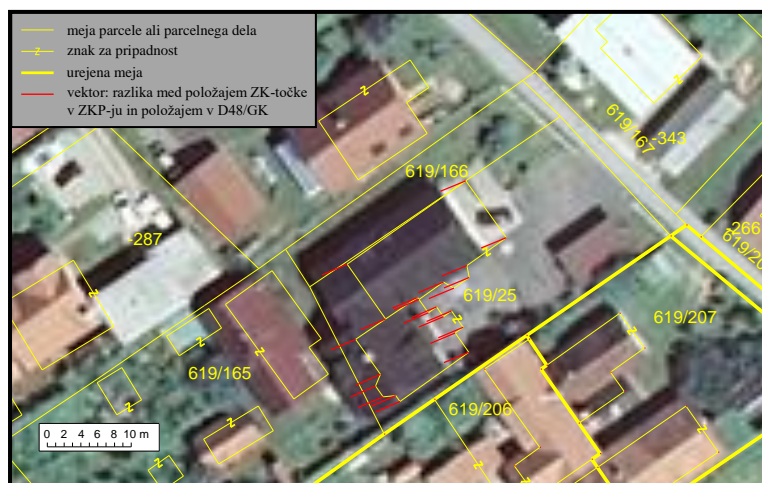 meja parcele ali parcelnega dela
z znak za pripadnost
urejena meja
vektor: razlika med položajem ZK-točke
v ZKP-ju in položajem v D48/GK
z
z
619/167
-343
619/166
-266
-287
z
z
619/25
619/207
z
z
z
z
z
619/165
z
619/206
0 2 4 6 8 10 m
z
z
z
z
z